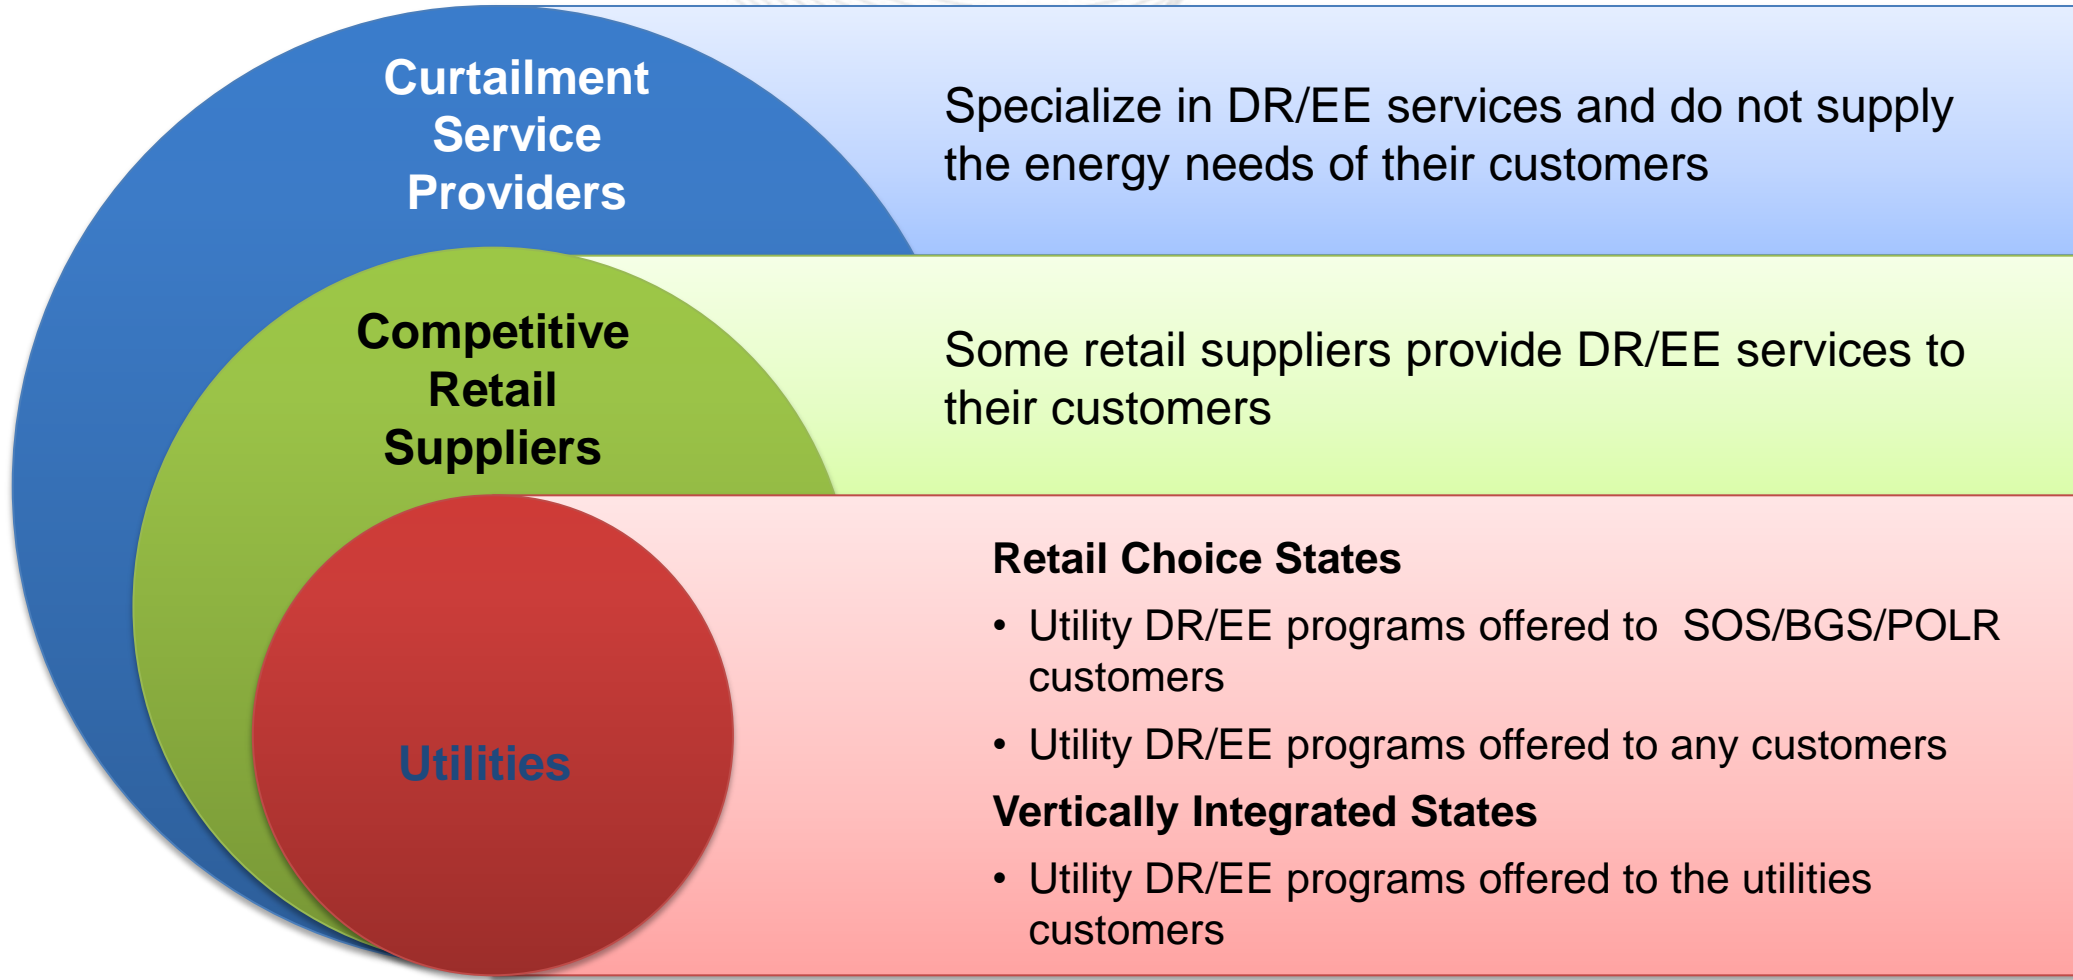 Curtailment
Service
Providers
Specialize in DR/EE services and do not supply
the energy needs of their customers
Competitive
Retail
Suppliers
Some retail suppliers provide DR/EE services to
their customers
Utilities
Retail Choice States
• Utility DR/EE programs offered to  SOS/BGS/POLR
customers
• Utility DR/EE programs offered to any customers
Vertically Integrated States
• Utility DR/EE programs offered to the utilities
customers